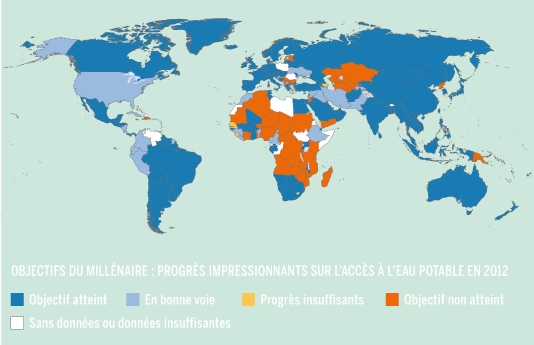 OBJECTIFS DU MILLÉNAIRE : PROGRÈS IMPRESSIONNANTS SUR L'ACCÈS À L'EAU POTABLE EN 2012
Objectif atteint En bonne voie Progrès insuffisants Objectif non atteint
Sans données ou données insuffisantes